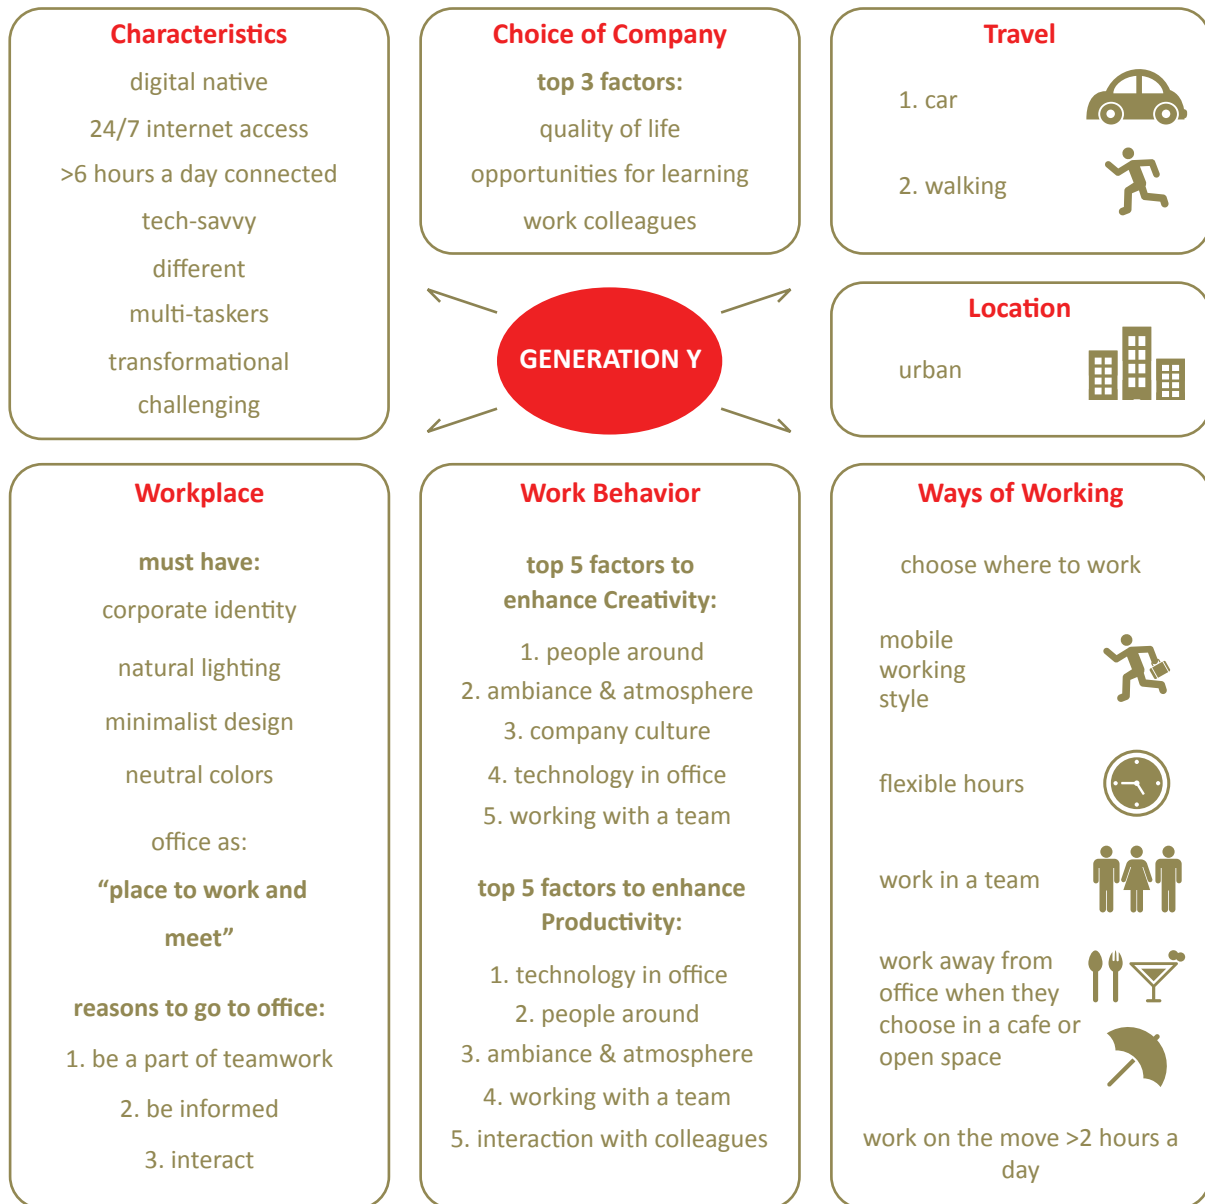 Characteristics
digital native
24/7 internet access
>6 hours a day connected
tech-savvy
different
multi-taskers
transformational
challenging
Choice of Company
top 3 factors:
quality of life
opportunities for learning
work colleagues
Travel
1. car
2. walking
Location
urban
GENERATION Y
Workplace
must have:
corporate identity
natural lighting
minimalist design
neutral colors
office as:
“place to work and
meet”
reasons to go to office:
1. be a part of teamwork
2. be informed
3. interact
Work Behavior
top 5 factors to
enhance Creativity:
1. people around
2. ambiance & atmosphere
3. company culture
4. technology in office
5. working with a team
top 5 factors to enhance
Productivity:
1. technology in office
2. people around
3. ambiance & atmosphere
4. working with a team
5. interaction with colleagues
Ways of Working
choose where to work
mobile
working
style
flexible hours
work in a team
work away from
office when they
choose in a cafe or
open space
work on the move >2 hours a
day